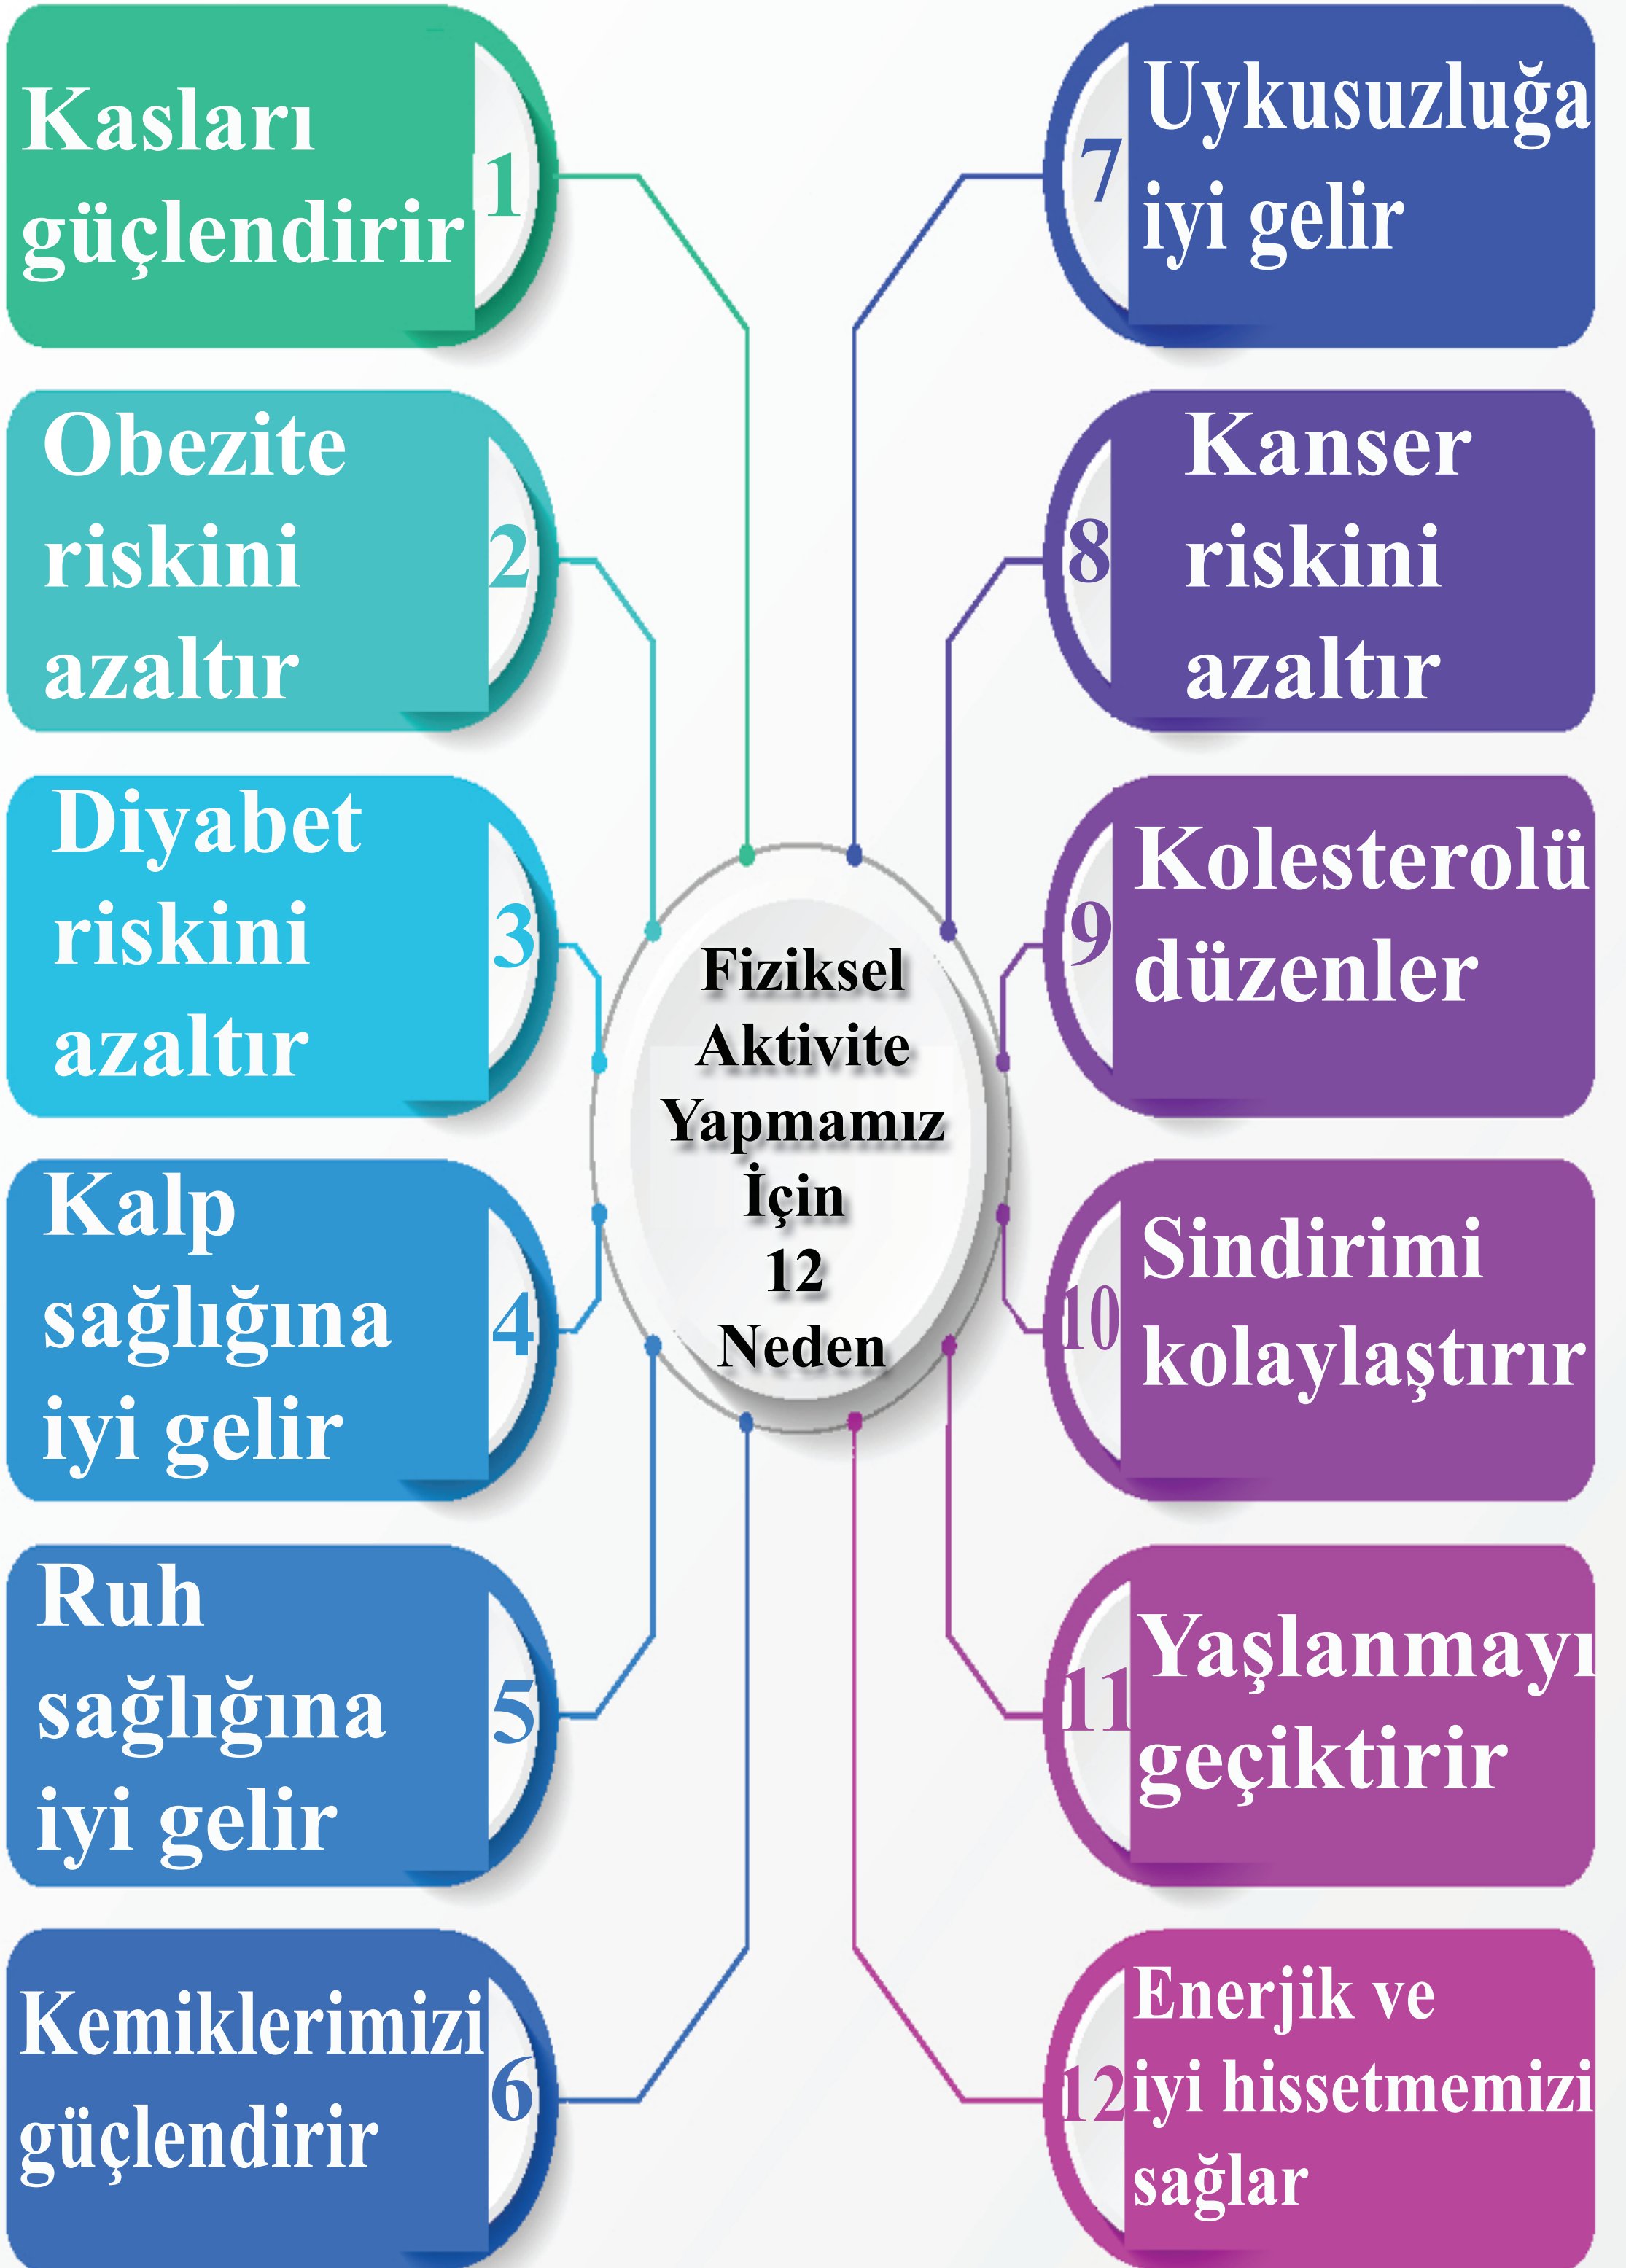 Kasları
güçlendirir
1
Obezite
riskini
azaltır
2
Diyabet
riskini
azaltır
3
Kalp
sağlığına
iyi gelir
4
Ruh
sağlığına
iyi gelir
5
Kemiklerimizi
güçlendirir
6
Fiziksel
Aktivite
Yapmamız
İçin
12
Neden
7
Uykusuzluğa
iyi gelir
8
Kanser
riskini
azaltır
9
Kolesterolü
düzenler
10
Sindirimi
kolaylaştırır
11
Yaşlanmayı
geçiktirir
12
Enerjik ve
iyi hissetmemizi
sağlar